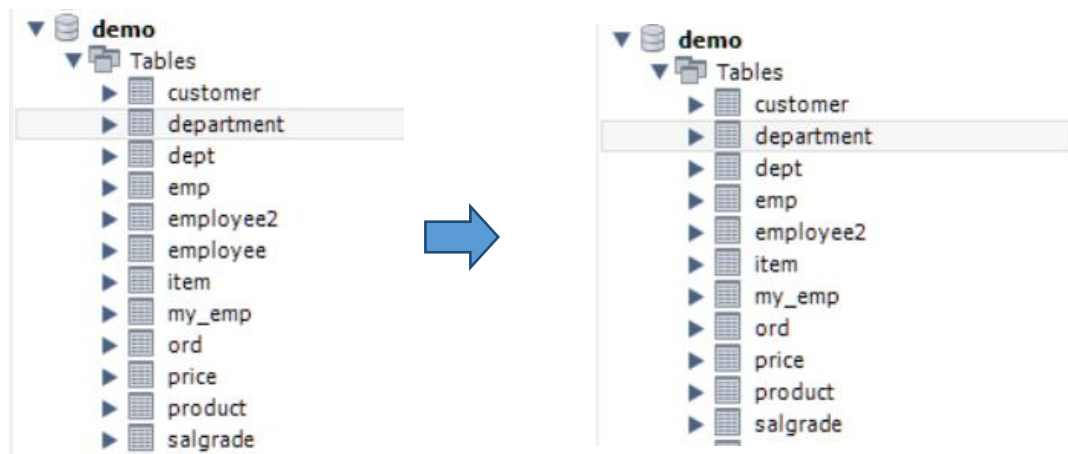 demo
Tables
customer
department
dept
emp
employee2
employee
item
my_emp
ord
price
product
salgrade
demo
Tables
customer
department
dept
emp
employee2
item
my_emp
ord
price
product
salgrade